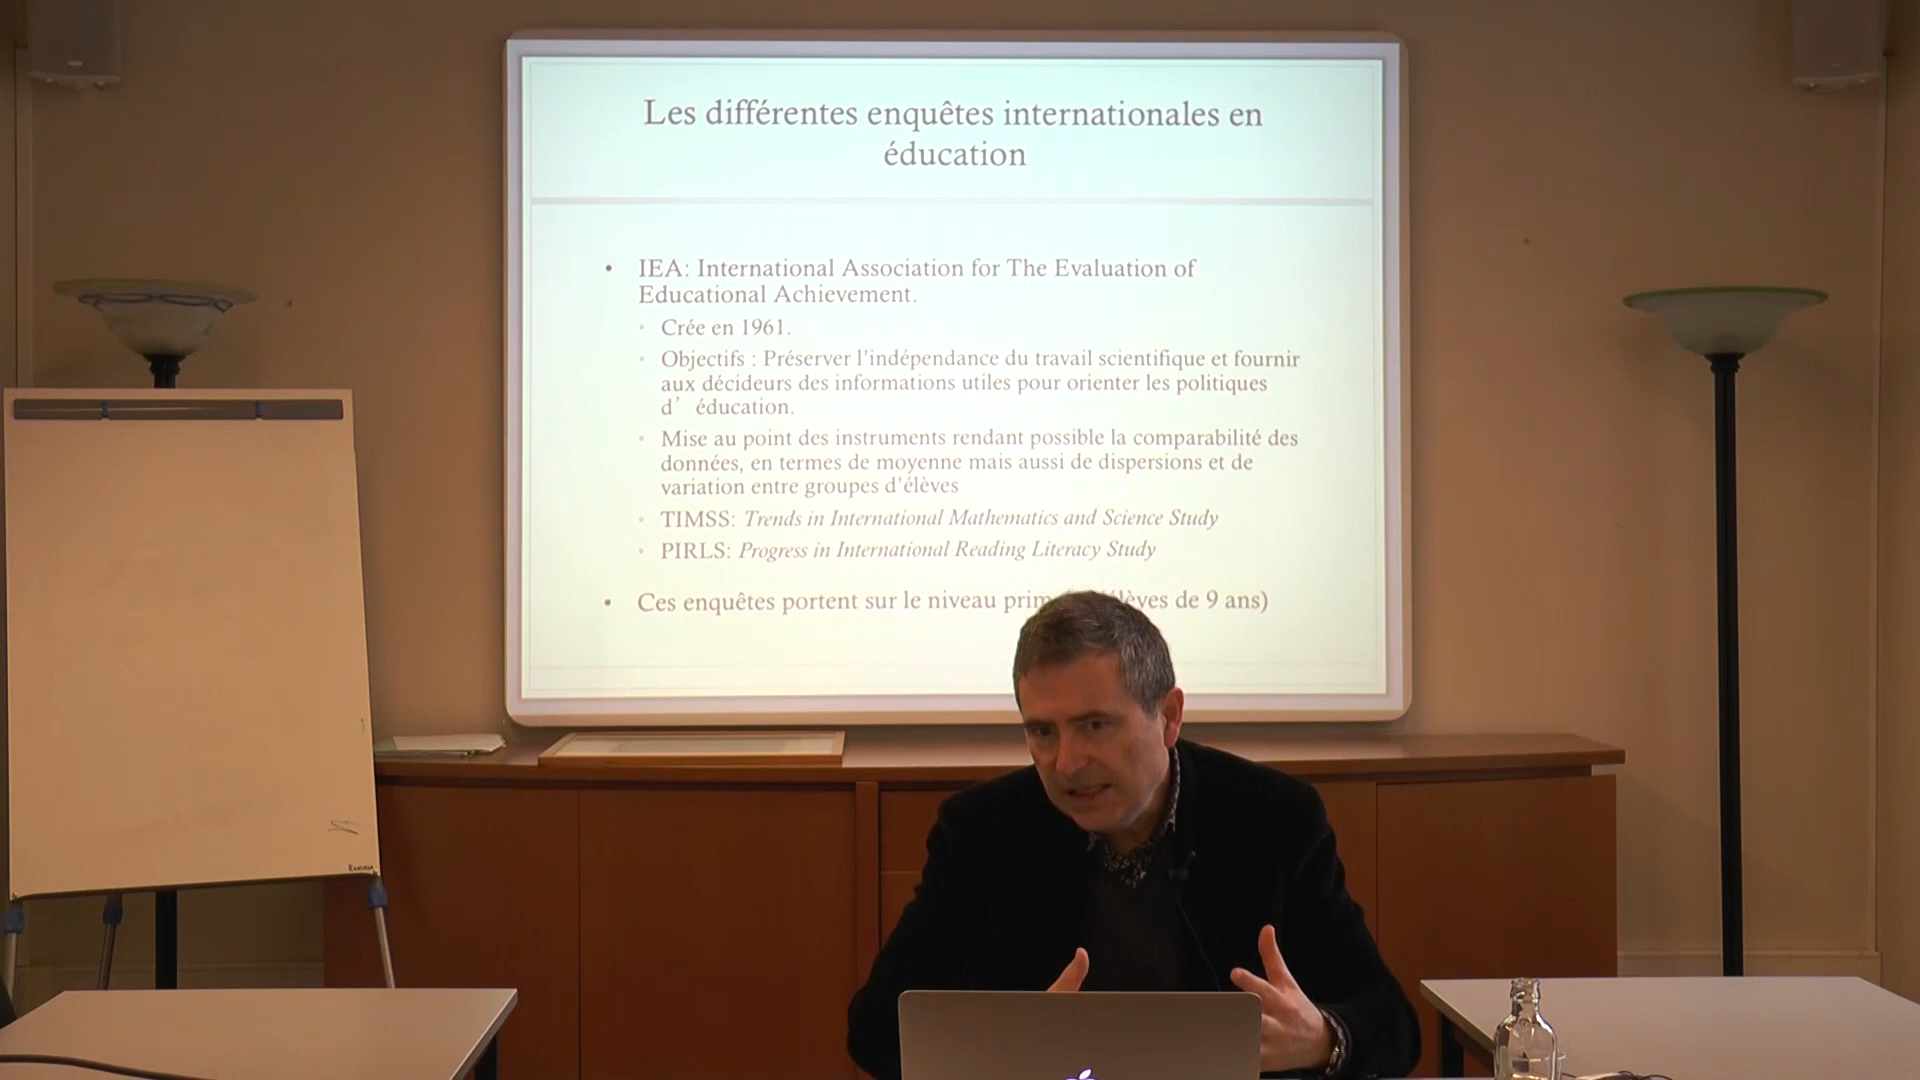 Les différentes enquêtes internationales en
éducation
• IEA: International Association for The Evaluation of
Educational Achievement.
• Crée en 1961.
• Objectifs : Préserver l'indépendance du travail scientifique et fournir
aux décideurs des informations utiles pour orienter les politiques
d' éducation.
• Mise au point des instruments rendant possible la comparabilité des
données, en termes de moyenne mais aussi de dispersions et de
variation entre groupes d'élèves
• TIMSS: Trends in International Mathematics and Science Study
• PIRLS: Progress in International Reading Literacy Study
• Ces enquêtes portent sur le niveau de 9 ans)